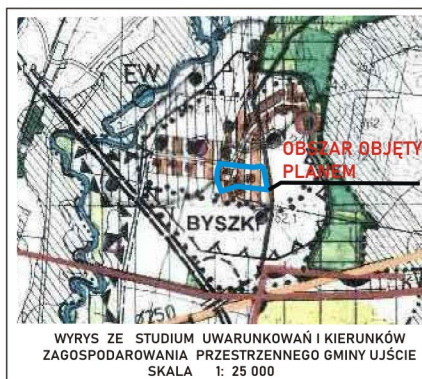 EW
OBSZAR OBJĘTY
PLANEM
BYSZKI
WYRYS ZE STUDIUM UWARUNKOWAŃ I KIERUNKÓW
ZAGOSPODAROWANIA PRZESTRZENNEGO GMINY UJŚCIE
SKALA 1: 25 000